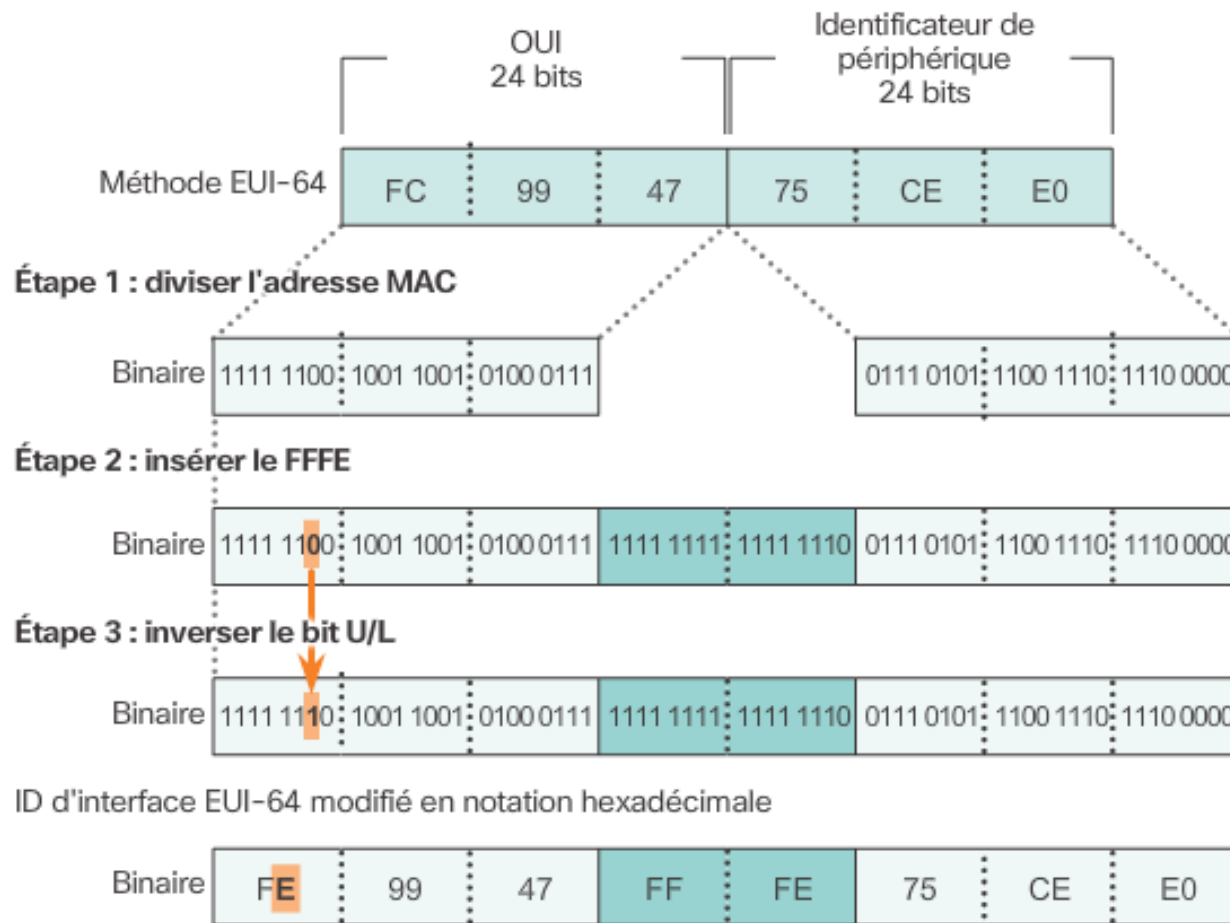 OUI
24 bits
Identificateur de
périphérique
24 bits
Méthode EUI-64 FC 99 47 75 CE E0
Étape 1 : diviser l'adresse MAC
Binaire 1111 1100 1001 1001 0100 0111 0111 0101 1100 1110 1110 0000
Étape 2 : insérer le FFFE
Binaire 1111 1100 1001 1001 0100 0111 1111 1111 1111 1110 0111 0101 1100 1110 1110 0000
Étape 3 : inverser le bit U/L
Binaire 1111 1110 1001 1001 0100 0111 1111 1111 1111 1110 0111 0101 1100 1110 1110 0000
ID d'interface EUI-64 modifié en notation hexadécimale
Binaire FE 99 47 FF FE 75 CE E0